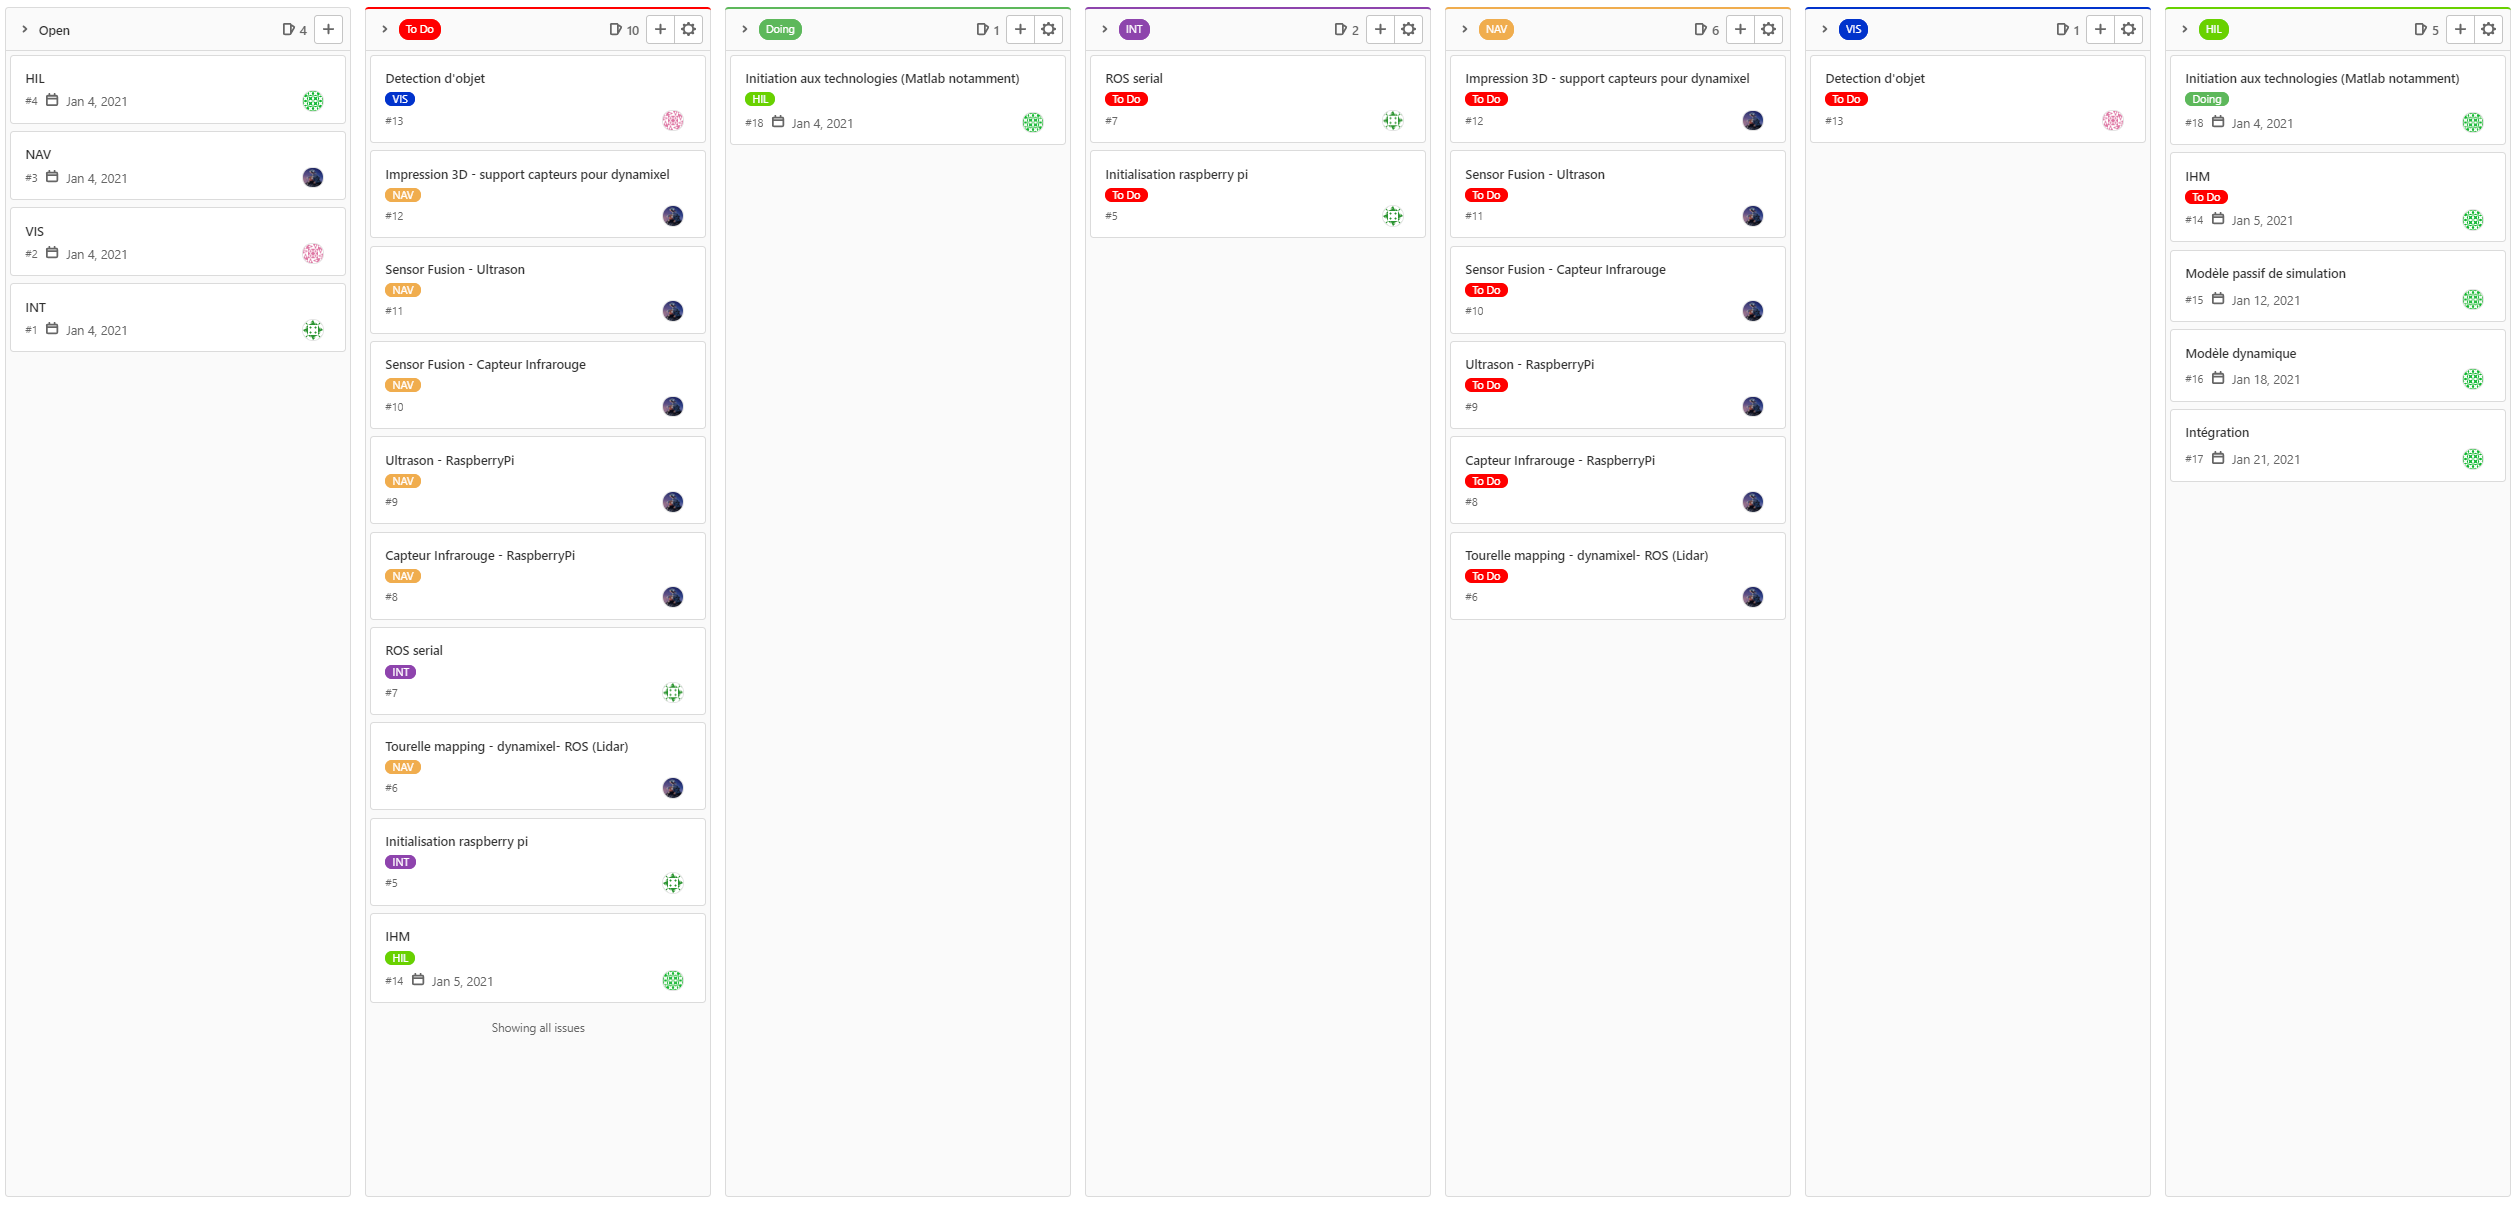 Open 4
HIL
#4 Jan 4, 2021
NAV
#3 Jan 4, 2021
VIS
#2 Jan 4, 2021
INT
#1 Jan 4, 2021
To Do 10
Detection d'objet
VIS
#13
Impression 3D - support capteurs pour dynamixel
NAV
#12
Sensor Fusion - Ultrason
NAV
#11
Sensor Fusion - Capteur Infrarouge
NAV
#10
Ultrason - RaspberryPi
NAV
#9
Capteur Infrarouge - RaspberryPi
NAV
#8
ROS serial
INT
#7
Tourelle mapping - dynamixel- ROS (Lidar)
NAV
#6
Initialisation raspberry pi
INT
#5
IHM
HIL
#14 Jan 5, 2021
Showing all issues
Doing 1
Initiation aux technologies (Matlab notamment)
HIL
#18 Jan 4, 2021
INT 2
ROS serial
To Do
#7
Initialisation raspberry pi
To Do
#5
NAV 6
Impression 3D - support capteurs pour dynamixel
To Do
#12
Sensor Fusion - Ultrason
To Do
#11
Sensor Fusion - Capteur Infrarouge
To Do
#10
Ultrason - RaspberryPi
To Do
#9
Capteur Infrarouge - RaspberryPi
To Do
#8
Tourelle mapping - dynamixel- ROS (Lidar)
To Do
#6
VIS 1
Detection d'objet
To Do
#13
HIL 5
Initiation aux technologies (Matlab notamment)
Doing
#18 Jan 4, 2021
IHM
To Do
#14 Jan 5, 2021
Modèle passif de simulation
#15 Jan 12, 2021
Modèle dynamique
#16 Jan 18, 2021
Intégration
#17 Jan 21, 2021